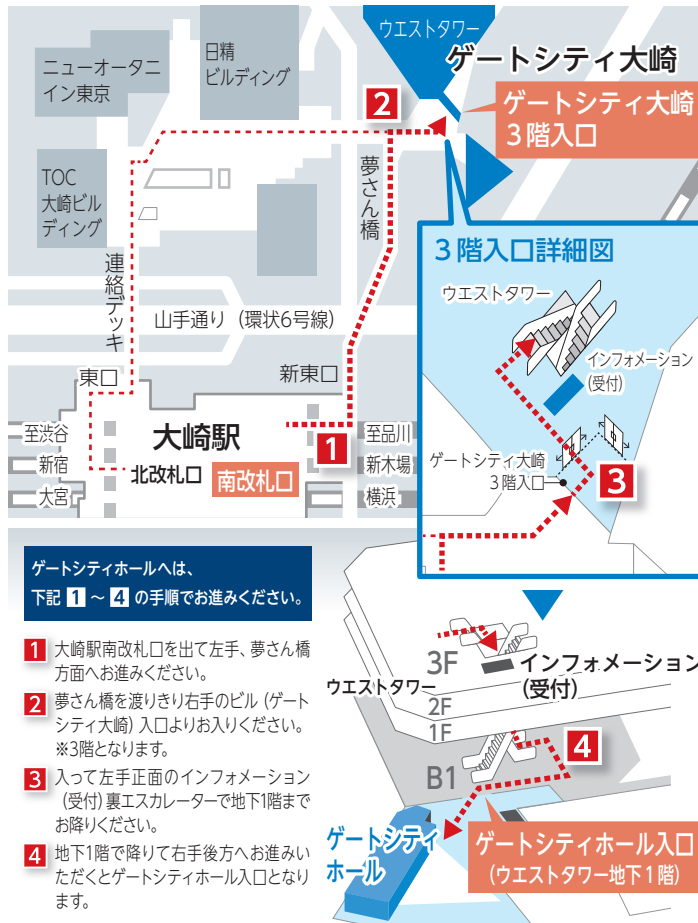 ウエストタワー
ゲートシティ大崎
ニューオータニ
イン東京
日精
ビルディング
2
ゲートシティ大崎
3階入口
TOC
大崎ビル
ディング
夢さん橋
連絡デッキ
山手通り（環状6号線）
東口
新東口
大崎駅
1
北改札口
南改札口
至渋谷
新宿
大宮
至品川
新木場
横浜
3階入口詳細図
ウエストタワー
インフォメーション
(受付)
ゲートシティ大崎
3階入口
3
ゲートシティホールへは、
下記 1 ～ 4 の手順でお進みください。
1 大崎駅南改札口を出て左手、夢さん橋
方面へお進みください。
2 夢さん橋を渡りきり右手のビル（ゲート
シティ大崎）入口よりお入りください。
※3階となります。
3 入って左手正面のインフォメーション
（受付）裏エスカレーターで地下1階まで
お降りください。
4 地下1階で降りて右手後方へお進みい
ただくとゲートシティホール入口となり
ます。
3F
インフォメーション
(受付)
ウエストタワー
2F
1F
4
B1
ゲートシティ
ホール
ゲートシティホール入口
(ウエストタワー地下1階)